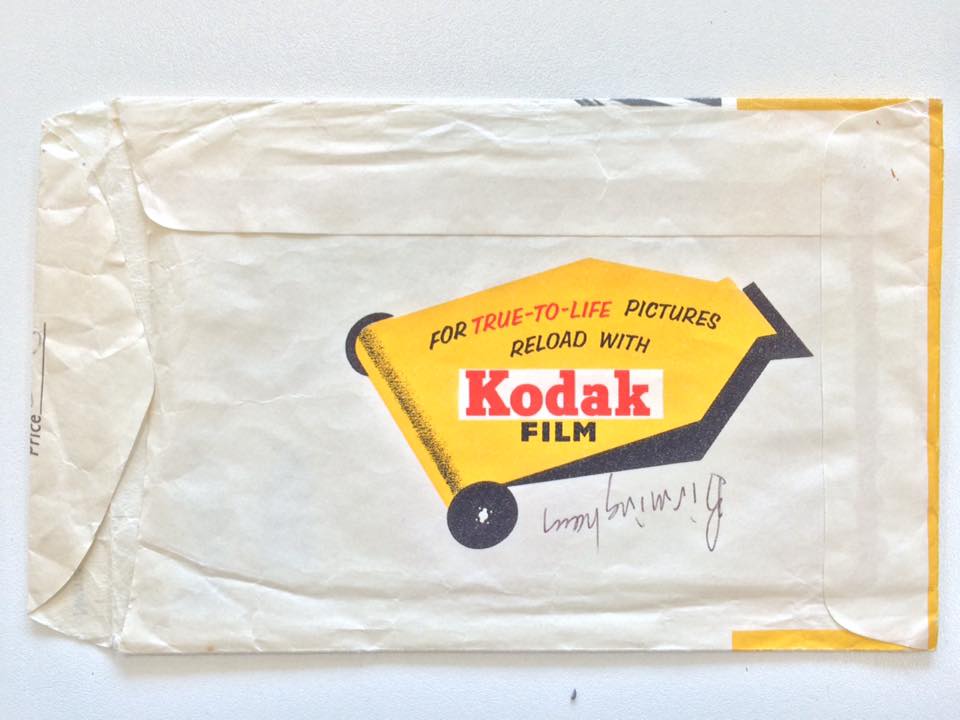 FOR TRUE-TO-LIFE PICTURES
RELOAD WITH
Kodak
FILM
Birmingham
Price